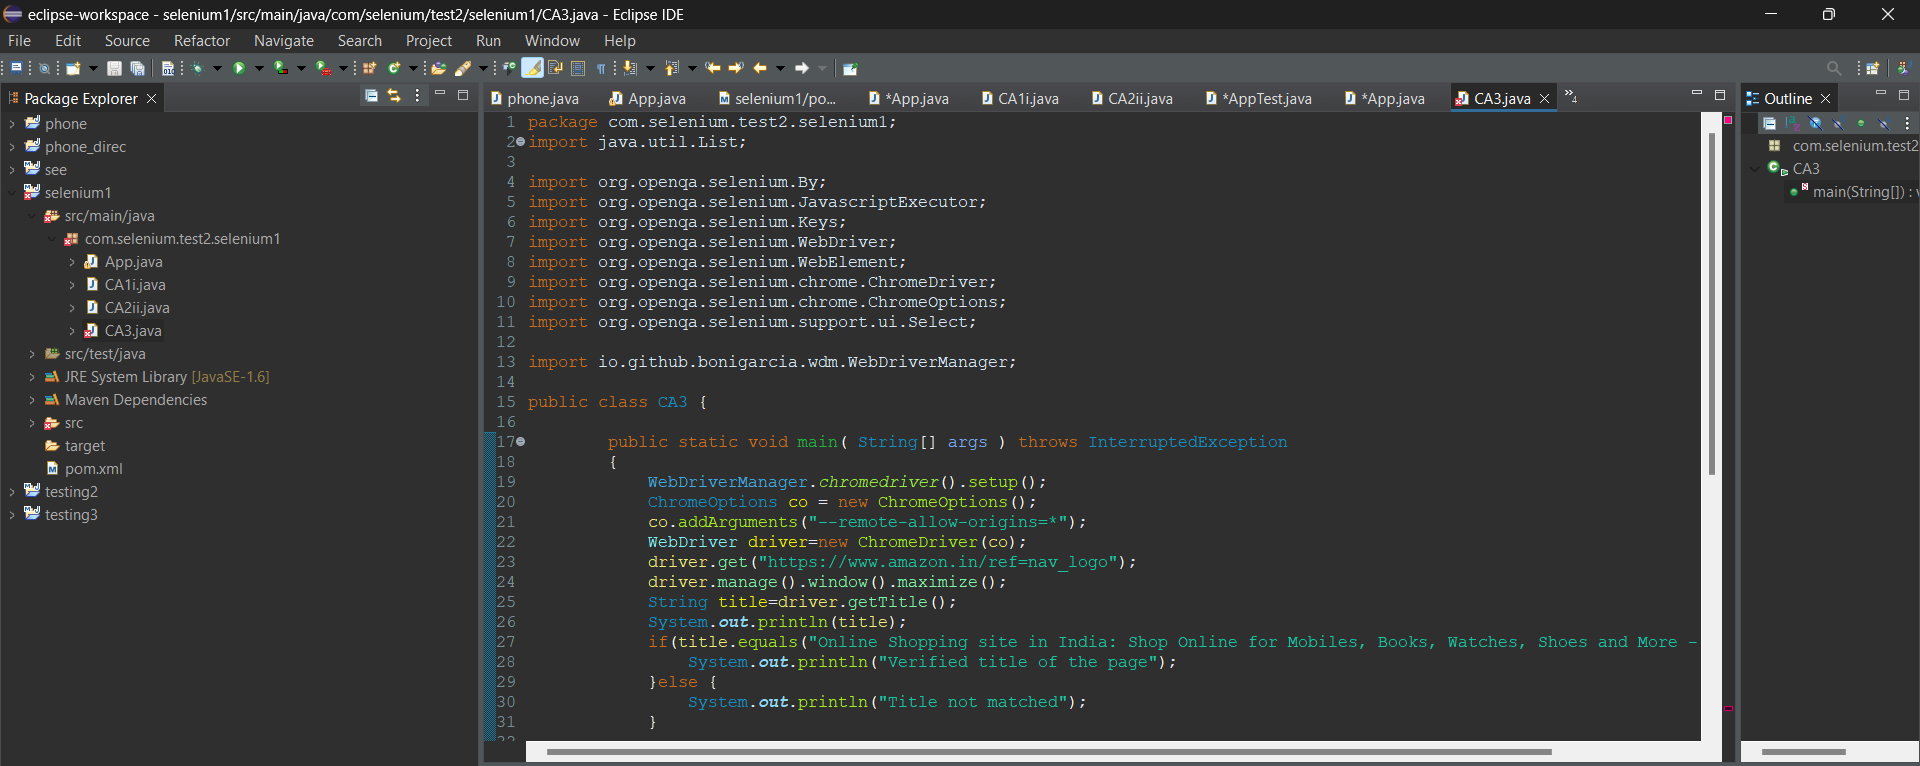 eclipse-workspace - selenium1/src/main/java/com/selenium/test2/selenium1/CA3.java - Eclipse IDE
File Edit Source Refactor Navigate Search Project Run Window Help
Package Explorer
phone
phone_direc
see
selenium1
src/main/java
com.selenium.test2.selenium1
App.java
CA1i.java
CA2ii.java
CA3.java
src/test/java
JRE System Library [JavaSE-1.6]
Maven Dependencies
src
target
pom.xml
testing2
testing3
phone.java App.java selenium1/po... *App.java CA1i.java CA2ii.java *AppTest.java *App.java CA3.java »4
1 package com.selenium.test2.selenium1;
2 import java.util.List;
3
4 import org.openqa.selenium.By;
5 import org.openqa.selenium.JavascriptExecutor;
6 import org.openqa.selenium.Keys;
7 import org.openqa.selenium.WebDriver;
8 import org.openqa.selenium.WebElement;
9 import org.openqa.selenium.chrome.ChromeDriver;
10 import org.openqa.selenium.chrome.ChromeOptions;
11 import org.openqa.selenium.support.ui.Select;
12
13 import io.github.bonigarcia.wdm.WebDriverManager;
14
15 public class CA3 {
16
17 public static void main( String[] args ) throws InterruptedException
18 {
19 WebDriverManager.chromedriver().setup();
20 ChromeOptions co = new ChromeOptions();
21 co.addArguments("--remote-allow-origins=*");
22 WebDriver driver=new ChromeDriver(co);
23 driver.get("https://www.amazon.in/ref=nav_logo");
24 driver.manage().window().maximize();
25 String title=driver.getTitle();
26 System.out.println(title);
27 if(title.equals("Online Shopping site in India: Shop Online for Mobiles, Books, Watches, Shoes and More -
28 System.out.println("Verified title of the page");
29 }else {
30 System.out.println("Title not matched");
31 }
Outline
com.selenium.test2
CA3
main(String[]) : v